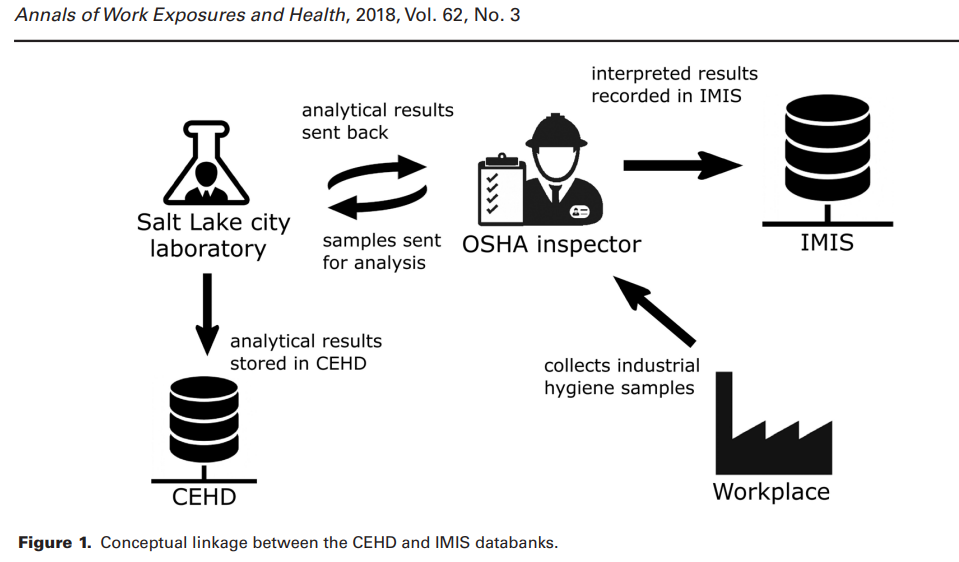 Annals of Work Exposures and Health, 2018, Vol. 62, No. 3
interpreted results
recorded in IMIS
analytical results
sent back
Salt Lake city
laboratory
samples sent
for analysis
OSHA inspector
IMIS
analytical results
stored in CEHD
collects industrial
hygiene samples
CEHD
Workplace
Figure 1. Conceptual linkage between the CEHD and IMIS databanks.